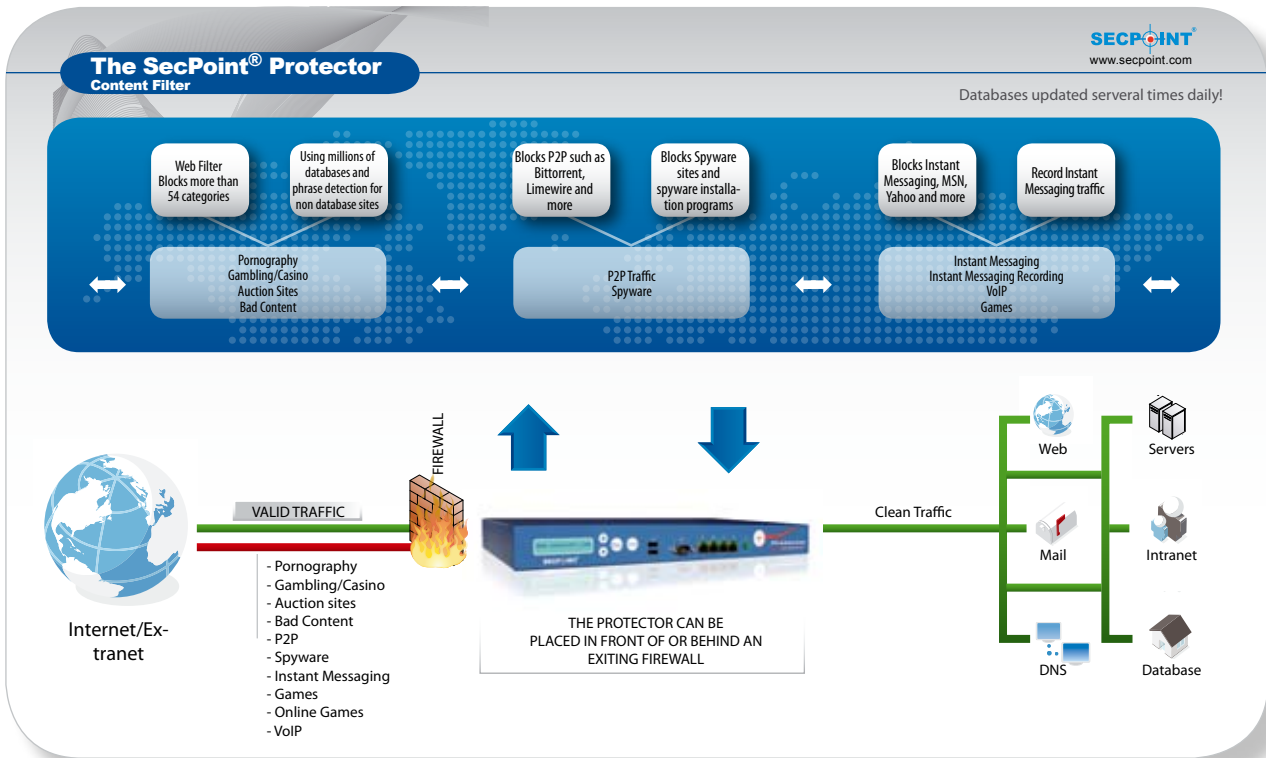 The SecPoint® Protector
Content Filter
SECPOINT®
www.secpoint.com
Databases updated serveral times daily!
Web Filter
Blocks more than
54 categories
Using millions of
databases and
phrase detection for
non database sites
Blocks P2P such as
Bittorrent,
Limewire and
more
Blocks Spyware
sites and
spyware installa-
tion programs
Blocks Instant
Messaging, MSN,
Yahoo and more
Record Instant
Messaging traffic
Pornography
Gambling/Casino
Auction Sites
Bad Content
P2P Traffic
Spyware
Instant Messaging
Instant Messaging Recording
VoIP
Games
Internet/Ex-
tranet
VALID TRAFFIC
- Pornography
- Gambling/Casino
- Auction sites
- Bad Content
- P2P
- Spyware
- Instant Messaging
- Games
- Online Games
- VoIP
FIREWALL
SECPOINT
THE PROTECTOR CAN BE
PLACED IN FRONT OF OR BEHIND AN
EXITING FIREWALL
Clean Traffic
Web
Servers
Mail
Intranet
DNS
Database